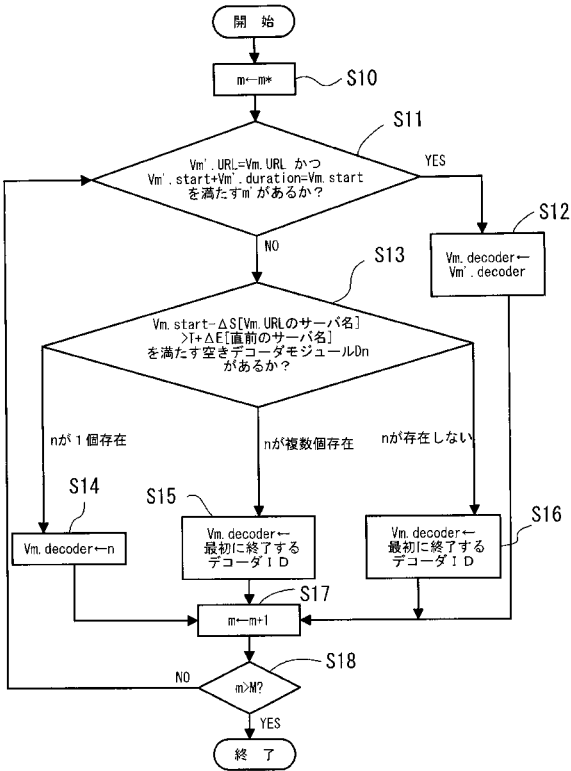 開始
m←m*
S10
S11
Vm'.URL=Vm.URL かつ
Vm'.start+Vm'.duration=Vm.start
を満たすm'があるか?
YES
NO
S12
Vm.decoder←
Vm'.decoder
S13
Vm.start-ΔS[Vm.URLのサーバ名]
>T+ΔE[直前のサーバ名]
を満たす空きデコーダモジュールDn
があるか?
nが1個存在
nが複数個存在
nが存在しない
S14
Vm.decoder←n
S15
Vm.decoder←
最初に終了する
デコーダID
S16
Vm.decoder←
最初に終了する
デコーダID
S17
m←m+1
S18
m>M?
NO
YES
終了